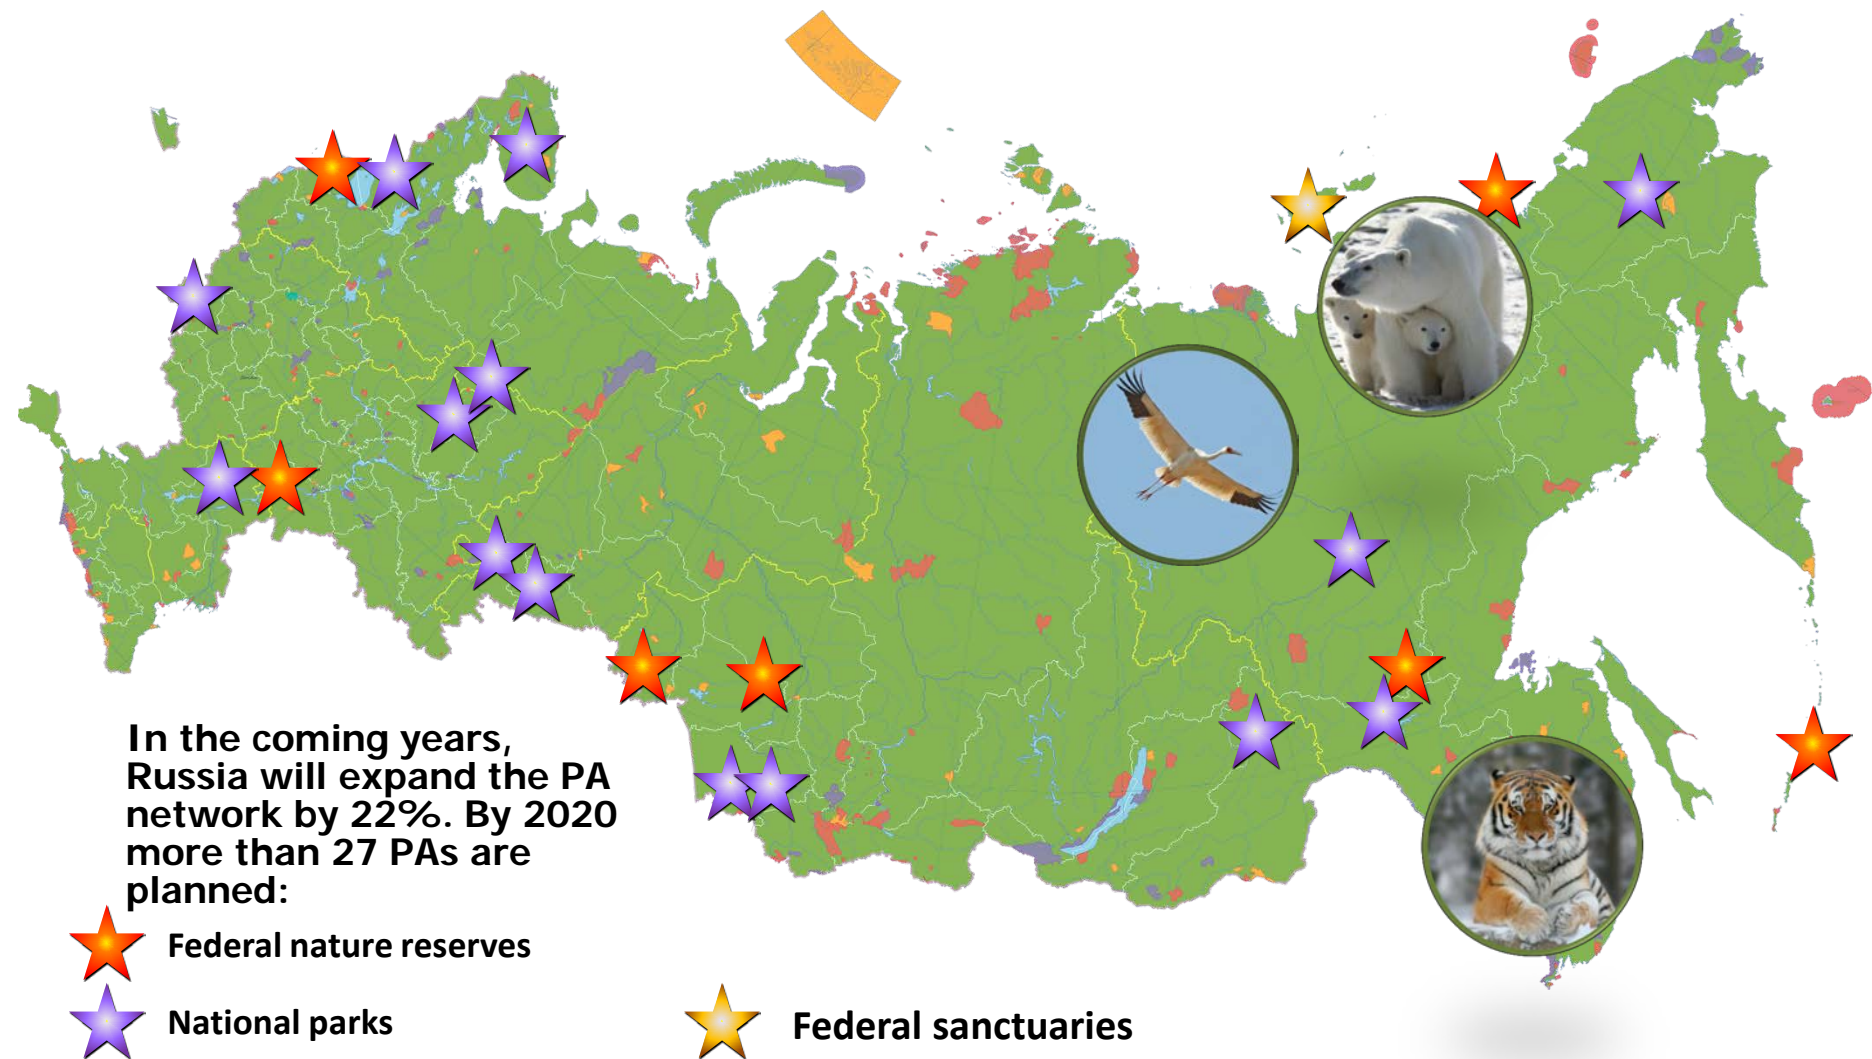 In the coming years,
Russia will expand the PA
network by 22%. By 2020
more than 27 PAs are
planned:
Federal nature reserves
National parks
Federal sanctuaries